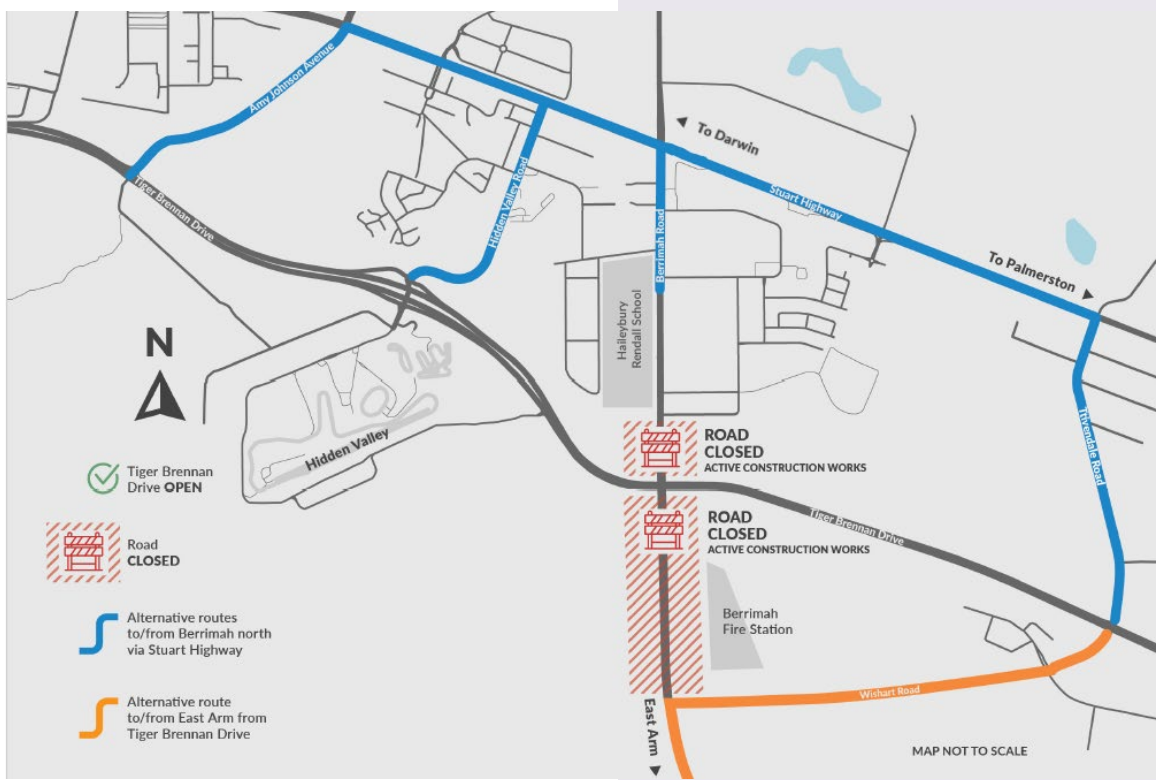 Amy Johnson Avenue
To Darwin
Tiger Brennan Drive
Hidden Valley Road
Stuart Highway
Berrimah Road
To Palmerston
Haileybury
Rendall School
N
Hidden Valley
ROAD
CLOSED
ACTIVE CONSTRUCTION WORKS
Tivendale Road
Tiger Brennan
Drive OPEN
ROAD
CLOSED
ACTIVE CONSTRUCTION WORKS
Tiger Brennan Drive
Road
CLOSED
Berrimah
Fire Station
Alternative routes
to/from Berrimah north
via Stuart Highway
Wishart Road
Alternative route
to/from East Arm from
Tiger Brennan Drive
East Arm
MAP NOT TO SCALE